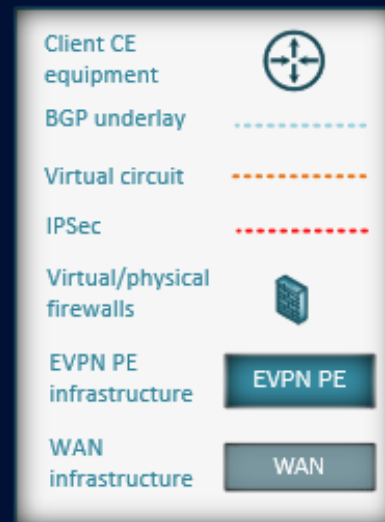 Client CE
equipment
BGP underlay
Virtual circuit
IPSec
Virtual/physical
firewalls
EVPN PE
infrastructure
EVPN PE
WAN
infrastructure
WAN